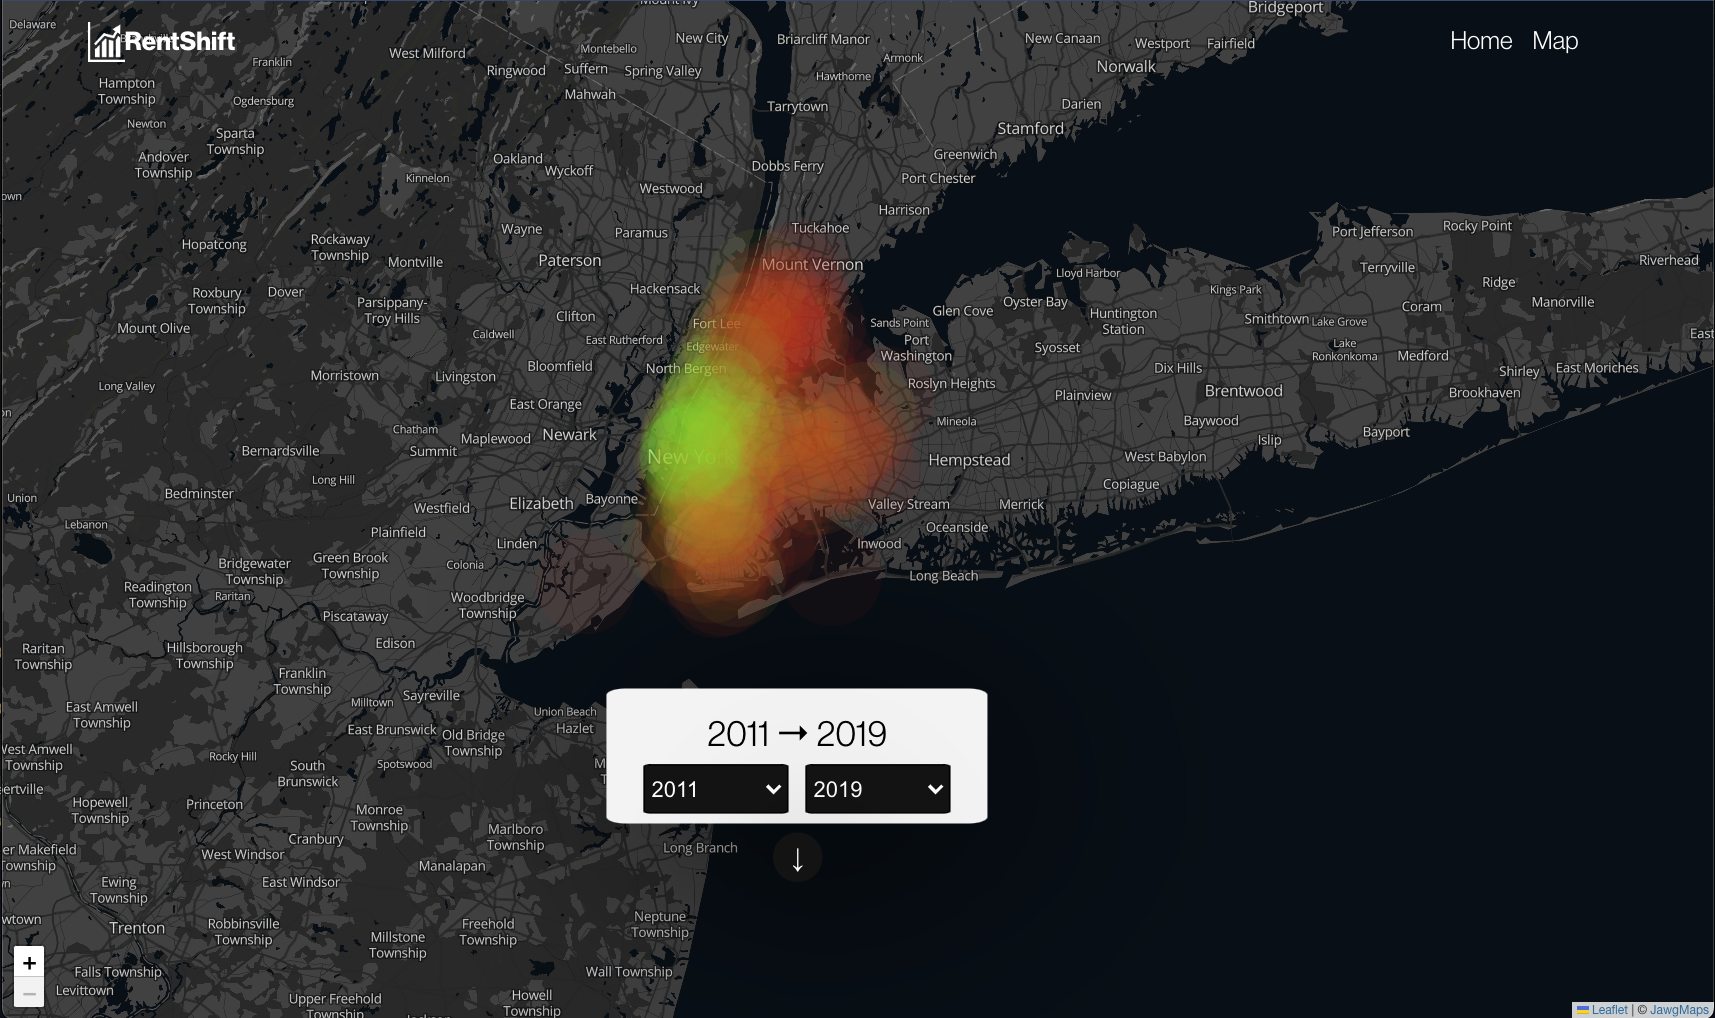 Delaware
Mount Ivy
Bridgeport
RentShift
Home
Map
West Milford
Montebello
New City
Briarcliff Manor
New Canaan
Westport
Fairfield
Franklin
Ringwood
Suffern
Spring Valley
Hawthorne
Armonk
Norwalk
Hampton
Township
Ogdensburg
Mahwah
Tarrytown
Darien
Newton
Sparta
Township
Stamford
Andover
Township
Oakland
Wyckoff
Dobbs Ferry
Greenwich
Kinnelon
Westwood
Port Chester
own
Harrison
Hopatcong
Rockaway
Township
Wayne
Paramus
Tuckahoe
Port Jefferson
Rocky Point
Montville
Paterson
Mount Vernon
Lloyd Harbor
Terryville
Riverhead
Roxbury
Township
Dover
Parsippany-
Troy Hills
Hackensack
Kings Park
Ridge
Manorville
Mount Olive
Clifton
Fort Lee
Sands Point
Glen Cove
Oyster Bay
Huntington
Station
Smithtown
Lake Grove
Coram
Caldwell
East Rutherford
Edgewater
Port
Washington
Syosset
Lake
Ronkonkoma
Medford
East
Long Valley
Morristown
Livingston
Bloomfield
North Bergen
Roslyn Heights
Dix Hills
Shirley
East Moriches
Plainview
Brentwood
Brookhaven
East Orange
on
Chatham
Maplewood
Newark
Mineola
Baywood
Islip
Bayport
Bernardsville
Summit
New Yo
Hempstead
West Babylon
Union
Bedminster
Long Hill
Westfield
Elizabeth
Bayonne
Valley Stream
Merrick
Copiague
Lebanon
Plainfield
Linden
Oceanside
Inwood
Bridgewater
Township
Green Brook
Township
Colonia
Long Beach
Readington
Township
Raritan
Piscataway
Woodbridge
Township
Raritan
Township
Hillsborough
Township
Edison
Franklin
Township
Sayreville
Milltown
East Amwell
Township
East Brunswick
Old Bridge
Township
Union Beach
Hazlet
2011 → 2019
2011
2019
West Amwell
Township
Rocky Hill
South
Brunswick
Spotswood
M
T
ertville
Hopewell
Township
Princeton
Monroe
Township
Cranbury
Marlboro
Township
Long Branch
↓
er Makefield
Township
West Windsor
Manalapan
wn
Ewing
Township
East Windsor
wtown
Trenton
Robbinsville
Township
Millstone
Township
Freehold
Township
Neptune
Township
+
−
Falls Township
Levittown
Wall Township
Upper Freehold
Township
Howell
Township
Jackson
Leaflet | © JawgMaps